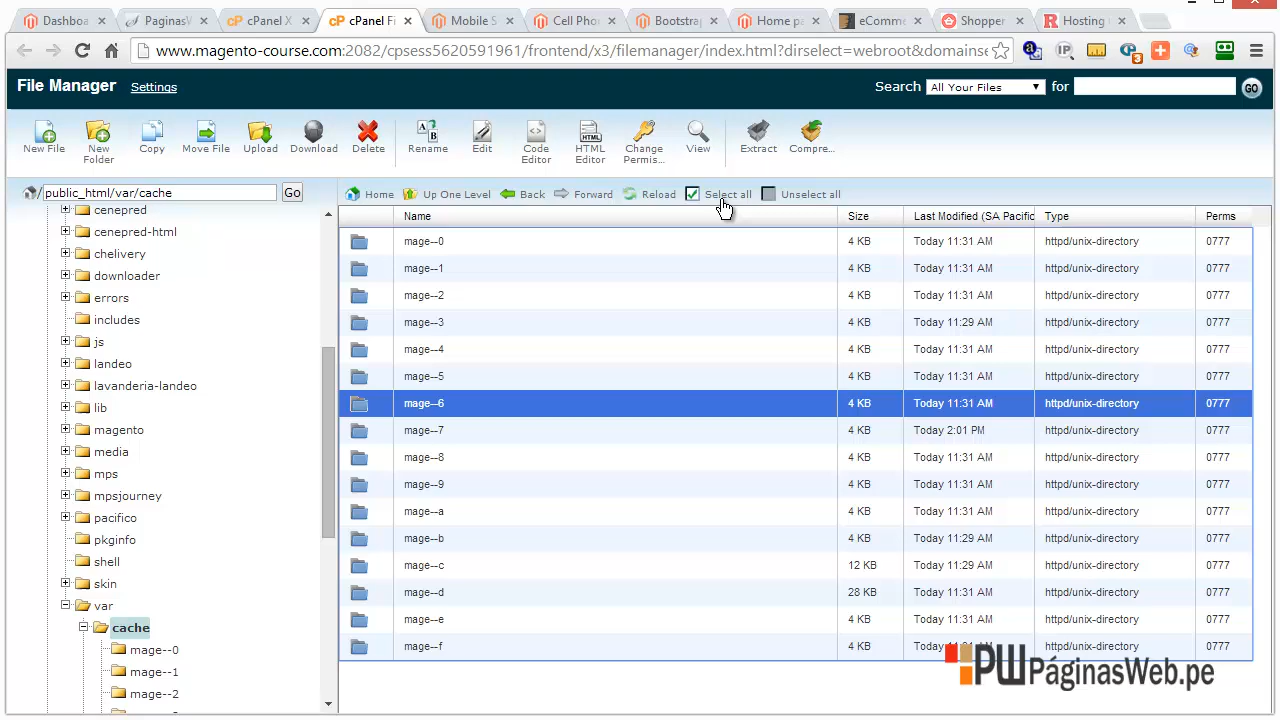 Dashboa
PaginasW
cPanel X
cPanel Fi
Mobile S
Cell Phon
Bootstrap
Home pa
eComme
Shopper
Hosting
www.magento-course.com:2082/cpsess5620591961/frontend/x3/filemanager/index.html?dirselect=webroot&domainse
File Manager Settings
Search All Your Files for GO
New File
New Folder
Copy
Move File
Upload
Download
Delete
Rename
Edit
Code Editor
HTML Editor
Change Permis...
View
Extract
Compre...
/public_html/var/cache Go
Home Up One Level Back Forward Reload Select all Unselect all
cenepred
cenepred-html
chelivery
downloader
errors
includes
js
landeo
lavanderia-landeo
lib
magento
media
mps
mpsjourney
pacifico
pkginfo
shell
skin
var
cache
mage--0
mage--1
mage--2
Name Size Last Modified (SA Pacific Type Perms
mage--0 4 KB Today 11:31 AM httpd/unix-directory 0777
mage--1 4 KB Today 11:31 AM httpd/unix-directory 0777
mage--2 4 KB Today 11:31 AM httpd/unix-directory 0777
mage--3 4 KB Today 11:29 AM httpd/unix-directory 0777
mage--4 4 KB Today 11:31 AM httpd/unix-directory 0777
mage--5 4 KB Today 11:31 AM httpd/unix-directory 0777
mage--6 4 KB Today 11:31 AM httpd/unix-directory 0777
mage--7 4 KB Today 2:01 PM httpd/unix-directory 0777
mage--8 4 KB Today 11:31 AM httpd/unix-directory 0777
mage--9 4 KB Today 11:31 AM httpd/unix-directory 0777
mage--a 4 KB Today 11:31 AM httpd/unix-directory 0777
mage--b 4 KB Today 11:29 AM httpd/unix-directory 0777
mage--c 12 KB Today 11:29 AM httpd/unix-directory 0777
mage--d 28 KB Today 11:31 AM httpd/unix-directory 0777
mage--e 4 KB Today 11:31 AM httpd/unix-directory 0777
mage--f 4 KB httpd/unix-directory 0777
PW PáginasWeb.pe